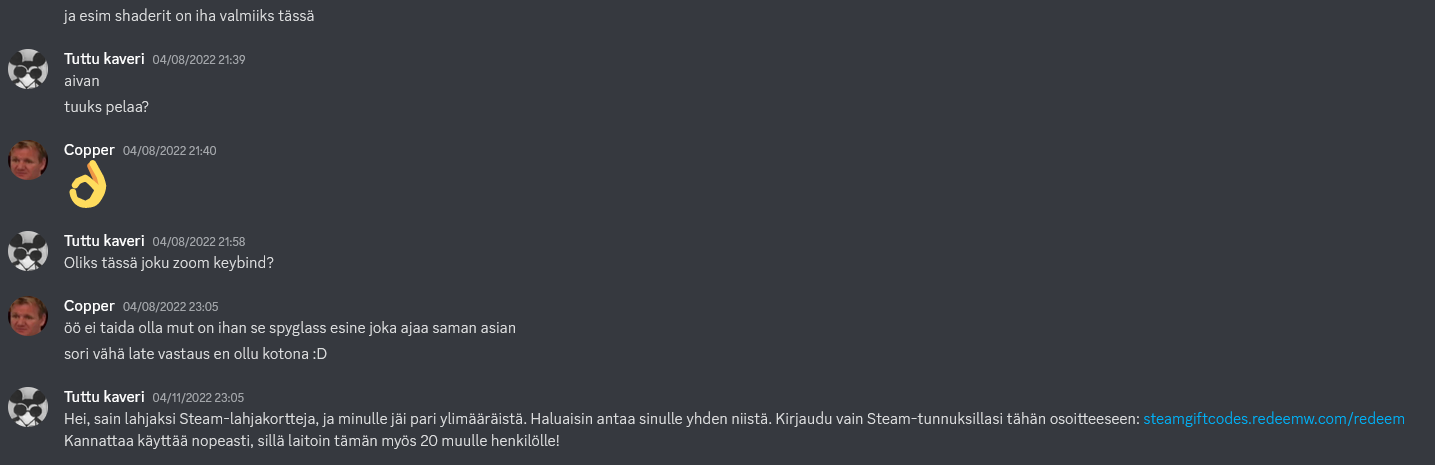 ja esim shaderit on iha valmiiks tässä
Tuttu kaveri 04/08/2022 21:39
aivan
tuuks pelaa?
Copper 04/08/2022 21:40
Tuttu kaveri 04/08/2022 21:58
Oliks tässä joku zoom keybind?
Copper 04/08/2022 23:05
öö ei taida olla mut on ihan se spyglass esine joka ajaa saman asian
sori vähä late vastaus en ollu kotona :D
Tuttu kaveri 04/11/2022 23:05
Hei, sain lahjaksi Steam-lahjakortteja, ja minulle jäi pari ylimääräistä. Haluaisin antaa sinulle yhden niistä. Kirjaudu vain Steam-tunnuksillasi tähän osoitteeseen: steamgiftcodes.redeemw.com/redeem
Kannattaa käyttää nopeasti, sillä laitoin tämän myös 20 muulle henkilölle!